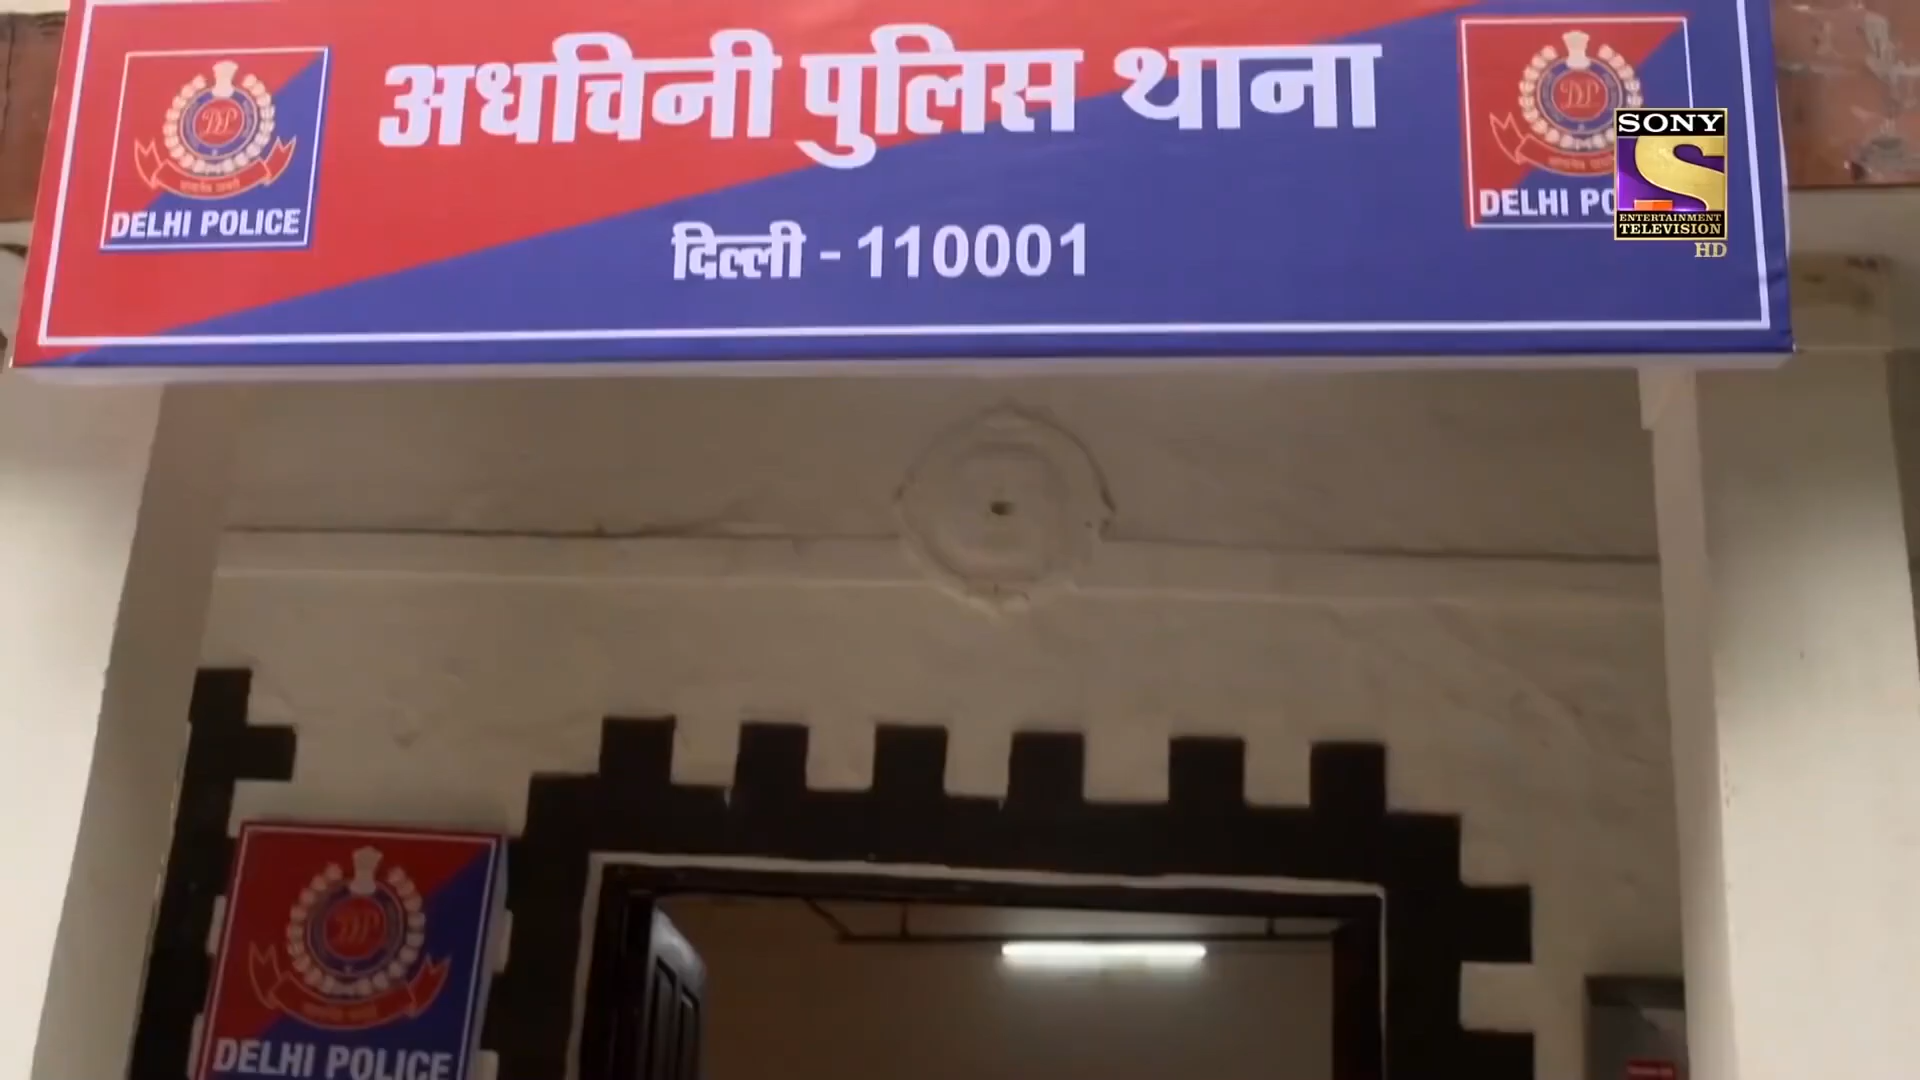 अधचिनी पुलिस थाना
दिल्ली - 110001
DELHI POLICE
DELHI PO
SONY
ENTERTAINMENT
TELEVISION
HD
DELHI POLICE